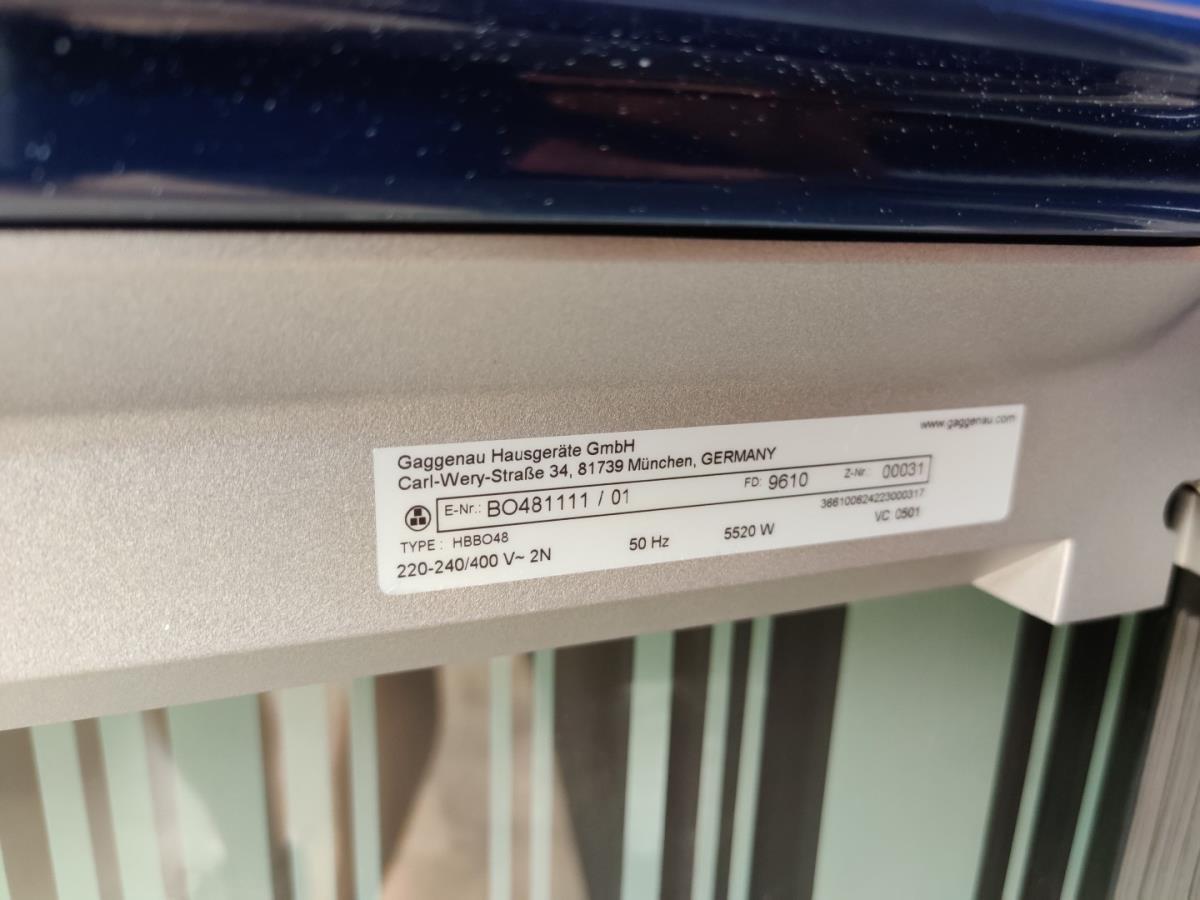 www.gaggenau.com
Gaggenau Hausgeräte GmbH
Carl-Wery-Straße 34, 81739 München, GERMANY
E-Nr.: BO481111 / 01 FD: 9610 Z-Nr.: 00031
TYPE : HBBO48 366100624223000317
220-240/400 V~ 2N 50 Hz 5520 W VC 0501